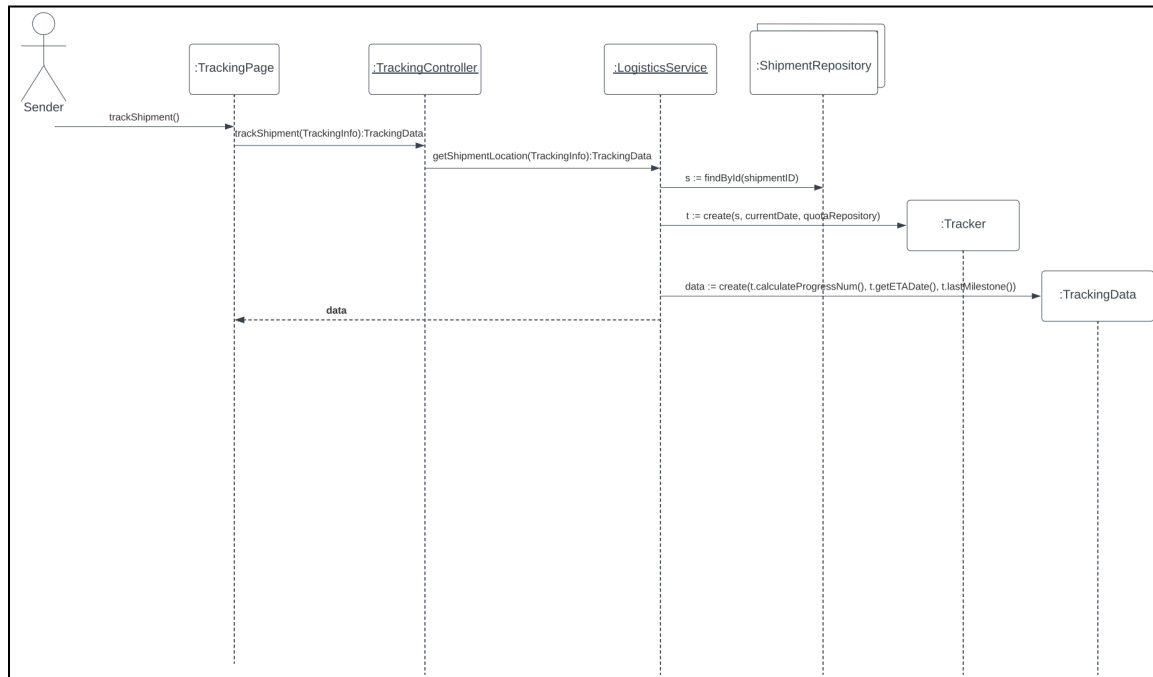 :TrackingPage
:TrackingController
:LogisticsService
:ShipmentRepository
Sender
trackShipment()
trackShipment(TrackingInfo):TrackingData
getShipmentLocation(TrackingInfo):TrackingData
s := findById(shipmentID)
t := create(s, currentDate, quotaRepository)
:Tracker
data := create(t.calculateProgressNum(), t.getETADate(), t.lastMilestone())
:TrackingData
data